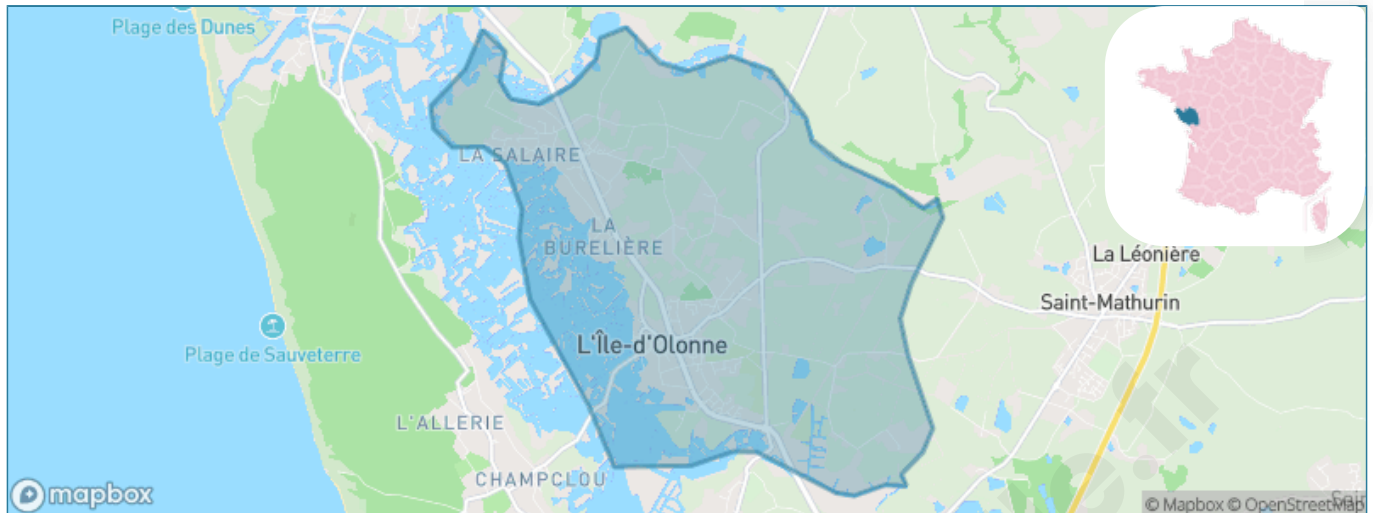 Plage des Dunes
LA SALAIRE
LA
BURELIÈRE
La Léonière
Saint-Mathurin
L'Île-d'Olonne
Plage de Sauveterre
L'ALLERIE
CHAMPCLOU
mapbox
© Mapbox © OpenStreetMap